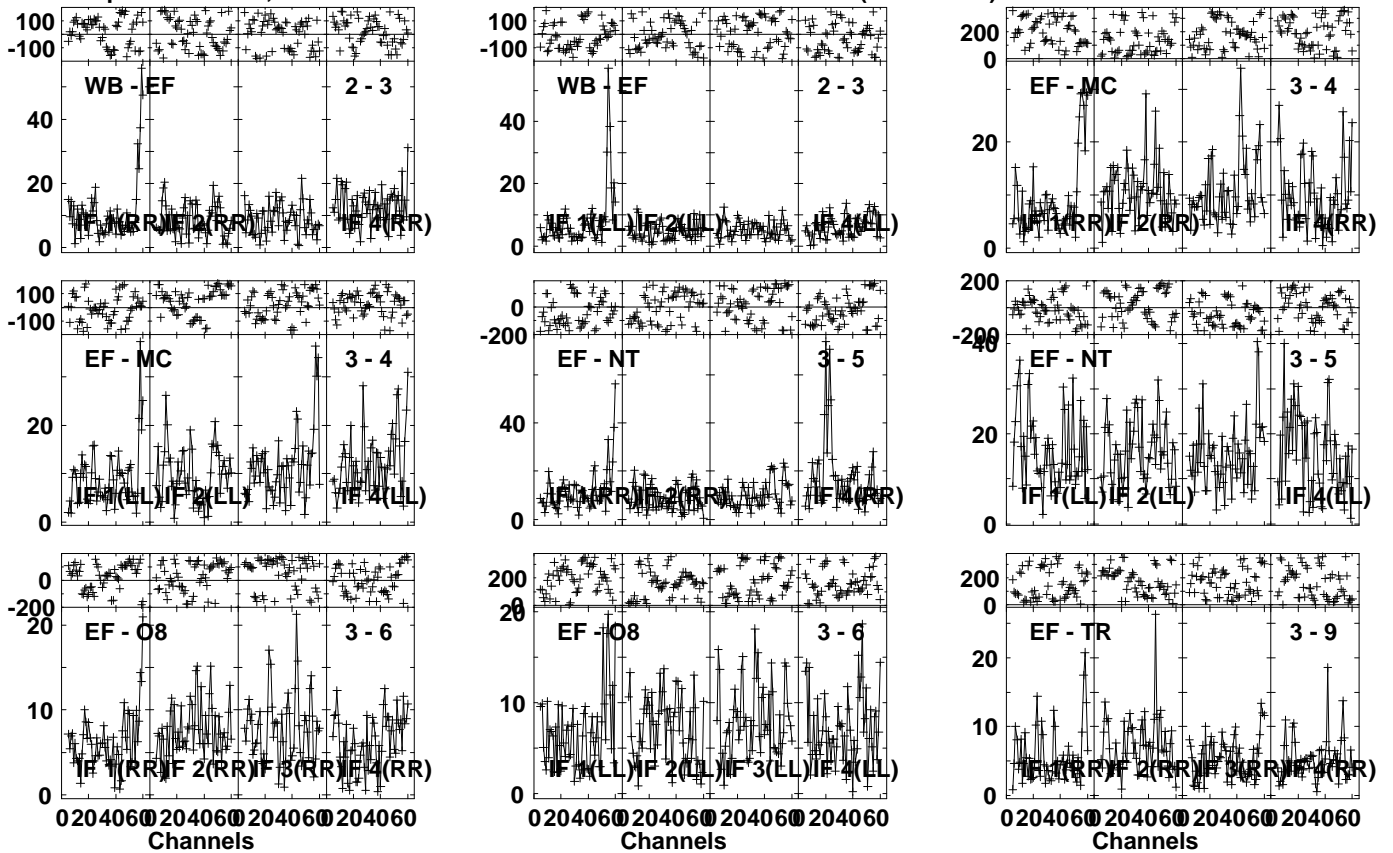 100 100 200
-100 -100 0
WB - EF 2 - 3 WB - EF 2 - 3 EF - MC 3 - 4
40 40 20
20 20
0 0 0
IF 1(RR) IF 2(RR) IF 4(RR) IF 1(LL) IF 2(LL) IF 4(LL) IF 1(RR) IF 2(RR) IF 4(RR)
100 0 200
-100 -200 0
-200
EF - MC 3 - 4 EF - NT 3 - 5 EF - NT 3 - 5
40
20 40 20
20
0 0 0
IF 1(LL) IF 2(LL) IF 4(LL) IF 1(RR) IF 2(RR) IF 4(RR) IF 1(LL) IF 2(LL) IF 4(LL)
0 200 200
-200 0 0
EF - O8 3 - 6 EF - O8 3 - 6 EF - TR 3 - 9
20 20 20
10 10 10
0 0 0
IF 1(RR) IF 2(RR) IF 3(RR) IF 4(RR) IF 1(LL) IF 2(LL) IF 3(LL) IF 4(LL) IF 1(RR) IF 2(RR) IF 3(RR) IF 4(RR)
0 20 40 60 0 20 40 60 0 20 40 60 0 20 40 60 0 20 40 60 0 20 40 60 0 20 40 60 0 20 40 60 0 20 40 60 0 20 40 60 0 20 40 60 0 20 40 60
Channels Channels Channels